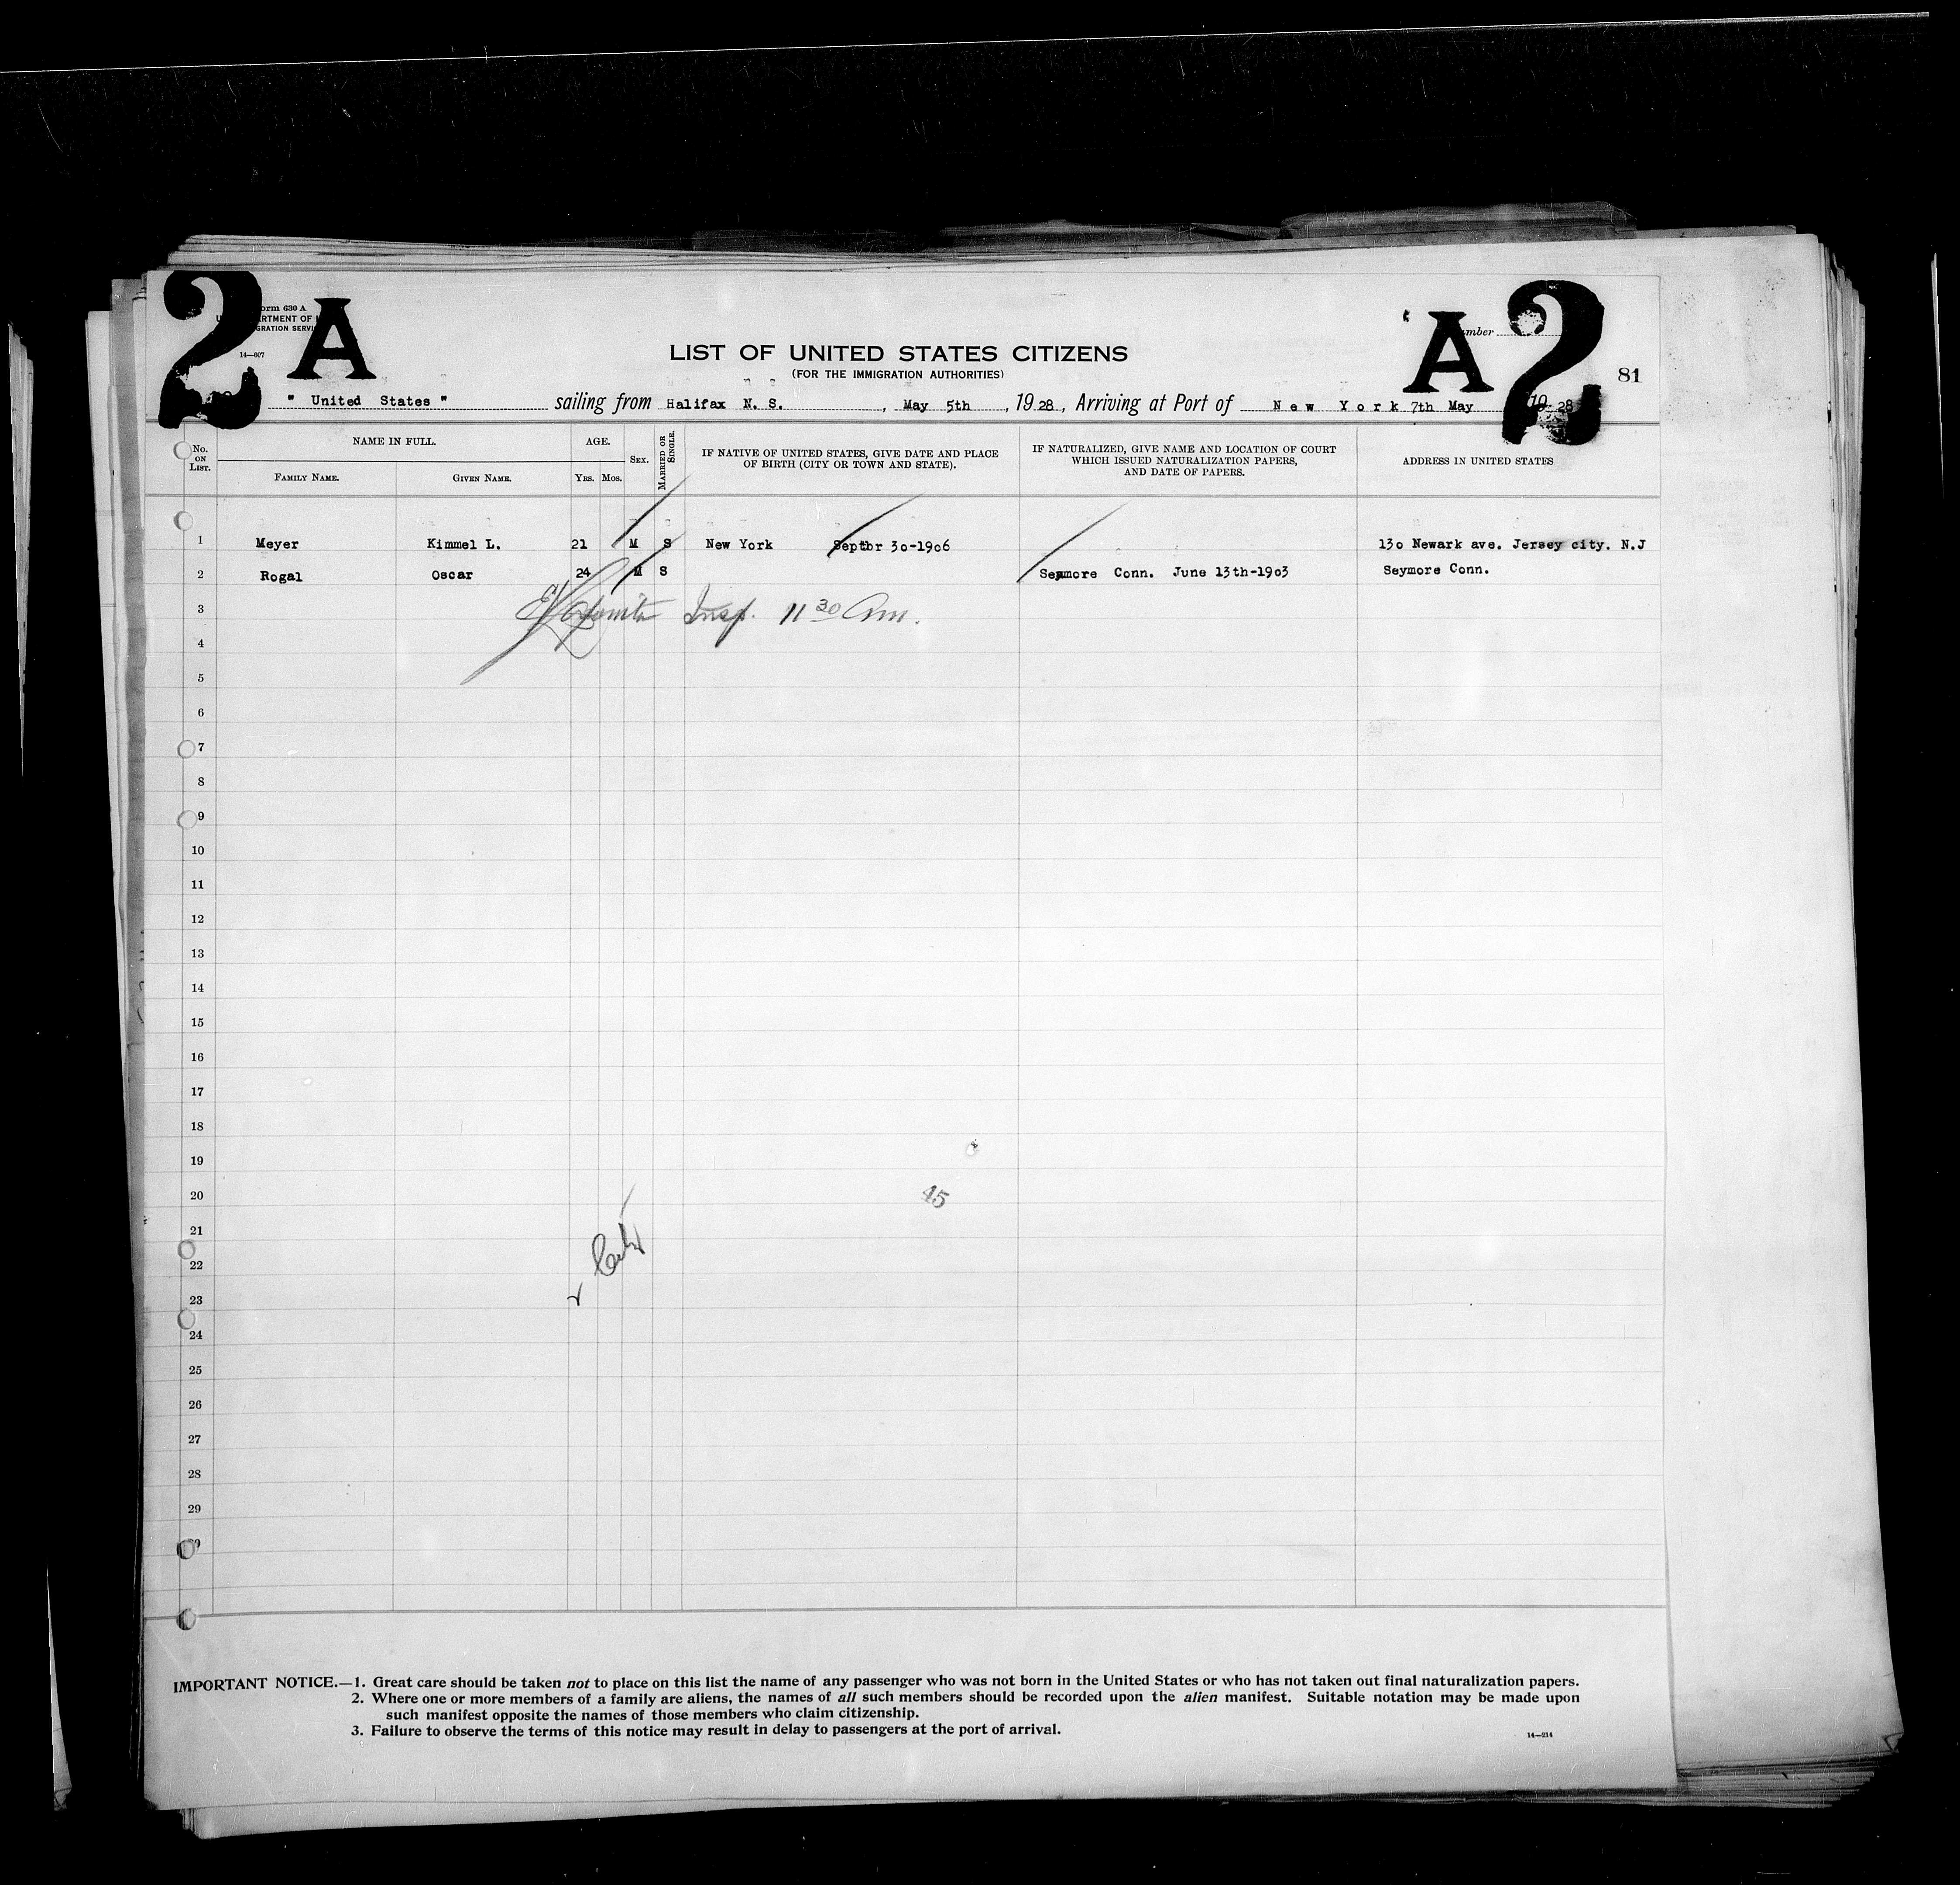 2 A
A 2
orm 630 A
RTMENT OF
GRATION SERVI
14—607
mber
81
LIST OF UNITED STATES CITIZENS
(FOR THE IMMIGRATION AUTHORITIES)
" United States " sailing from Halifax N. S., May 5th, 19 28, Arriving at Port of New York 7th May 19 28
No. ON LIST. NAME IN FULL. AGE. SEX. MARRIED OR SINGLE. IF NATIVE OF UNITED STATES, GIVE DATE AND PLACE OF BIRTH (CITY OR TOWN AND STATE). IF NATURALIZED, GIVE NAME AND LOCATION OF COURT WHICH ISSUED NATURALIZATION PAPERS, AND DATE OF PAPERS. ADDRESS IN UNITED STATES
FAMILY NAME. GIVEN NAME. YRS. MOS.
1 Meyer Kimmel L. 21 M S New York Septbr 30-1906 130 Newark ave. Jersey city. N.J
2 Rogal Oscar 24 M S Seymore Conn. June 13th-1903 Seymore Conn.
3 Insp. 11 30 Am.
4
5
6
7
8
9
10
11
12
13
14
15
16
17
18
19
20 45
21
22
23
24
25
26
27
28
29
IMPORTANT NOTICE.—1. Great care should be taken not to place on this list the name of any passenger who was not born in the United States or who has not taken out final naturalization papers.
2. Where one or more members of a family are aliens, the names of all such members should be recorded upon the alien manifest. Suitable notation may be made upon
such manifest opposite the names of those members who claim citizenship.
3. Failure to observe the terms of this notice may result in delay to passengers at the port of arrival.
14—214